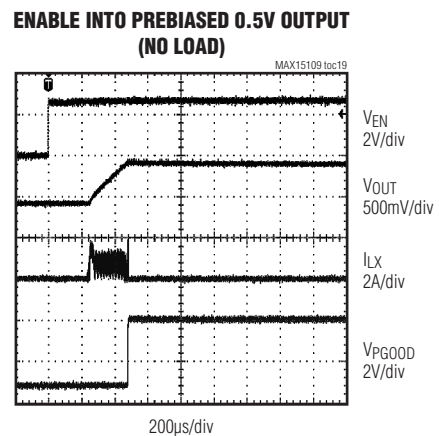 ENABLE INTO PREBIASED 0.5V OUTPUT
(NO LOAD)
MAX15109 toc19
T
VEN
2V/div
VOUT
500mV/div
ILX
2A/div
VPGOOD
2V/div
200µs/div